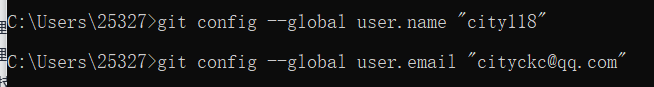 C:\Users\25327>git config --global user.name "city118"
C:\Users\25327>git config --global user.email "cityckc@qq.com"